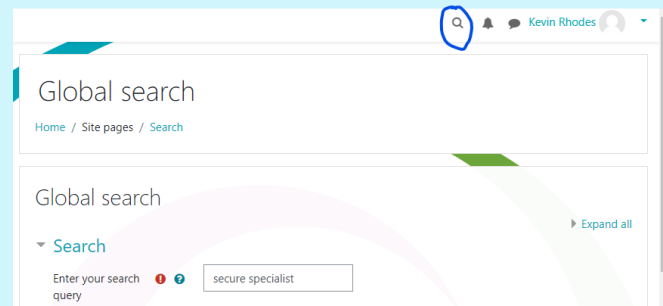 Kevin Rhodes
Global search
Home / Site pages / Search
Global search
Expand all
Search
Enter your search query
secure specialist